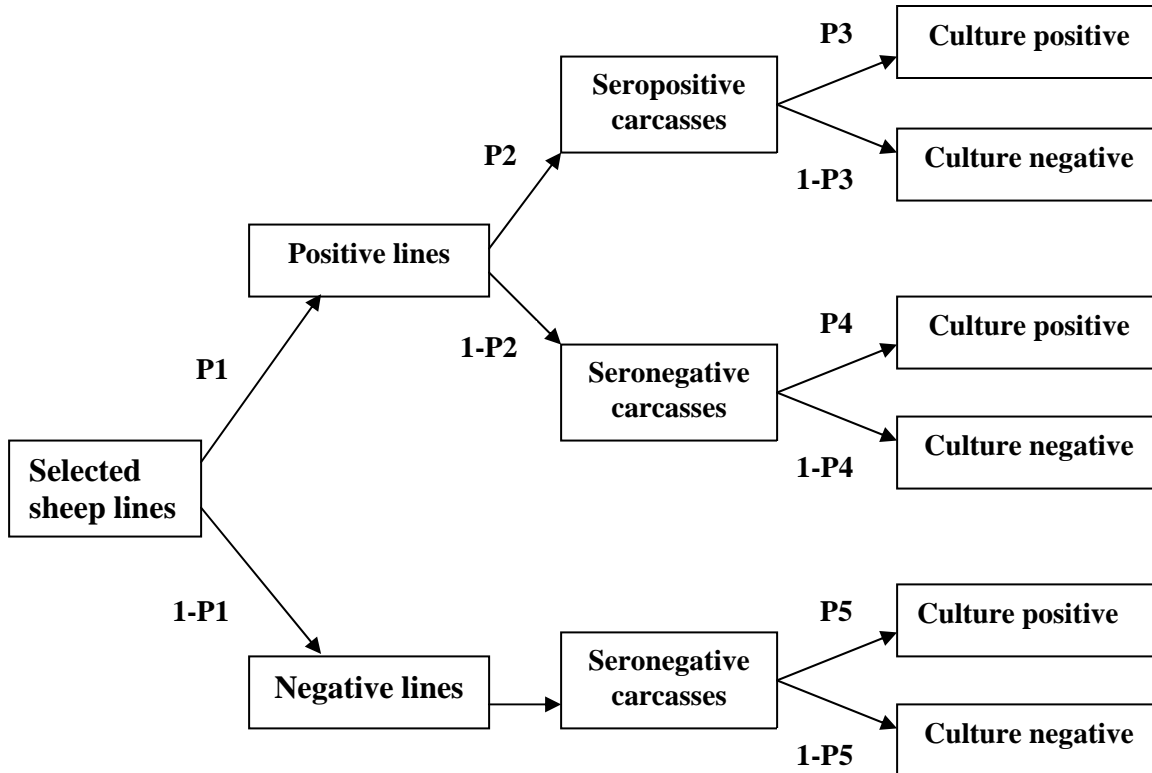 P3
Culture positive
Seropositive
carcasses
P2
Culture negative
1-P3
Positive lines
P4
Culture positive
1-P2
P1
Seronegative
carcasses
Culture negative
1-P4
Selected
sheep lines
1-P1
P5
Culture positive
Seronegative
carcasses
Negative lines
Culture negative
1-P5